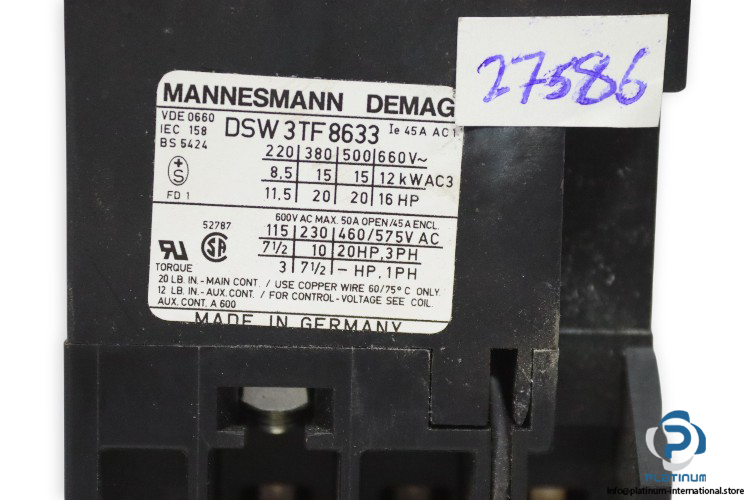 27586
MANNESMANN DEMAG
VDE 0660
IEC 158
BS 5424
DSW 3TF8633 Ie 45A AC1
220 380 500 660V~
8,5 15 15 12 kW AC3
11.5 20 20 16 HP
S
FD 1
600V AC MAX. 50A OPEN/45A ENCL.
52787
115 230 460/575V AC
7½ 10 20HP, 3PH
3 7½ – HP, 1PH
TORQUE
20 LB. IN. - MAIN CONT. / USE COPPER WIRE 60/75°C ONLY.
12 LB. IN. - AUX. CONT. / FOR CONTROL - VOLTAGE SEE COIL.
AUX. CONT. A 600
MADE IN GERMANY
PLATINUM
info@platinum-international.store